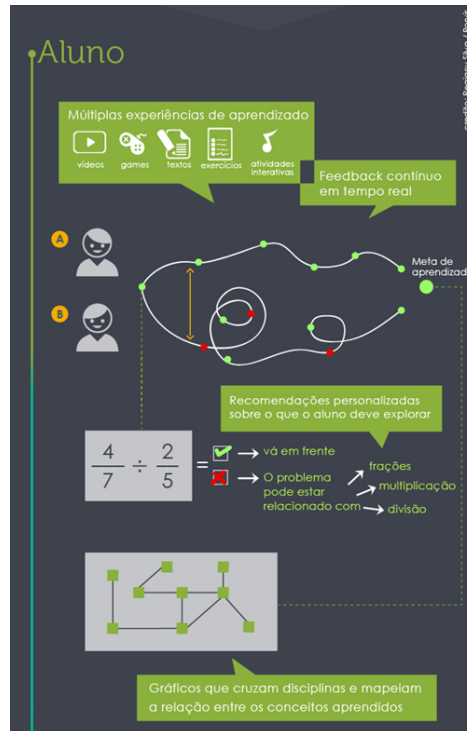 Aluno
Múltiplas experiências de aprendizado
vídeos
games
textos
exercícios
atividades
interativas
Feedback contínuo
em tempo real
A
Meta de
aprendizad
B
Recomendações personalizadas
sobre o que o aluno deve explorar
4
7
÷
2
5
=
vá em frente
O problema
pode estar
relacionado com
frações
multiplicação
divisão
Gráficos que cruzam disciplinas e mapeiam
a relação entre os conceitos aprendidos